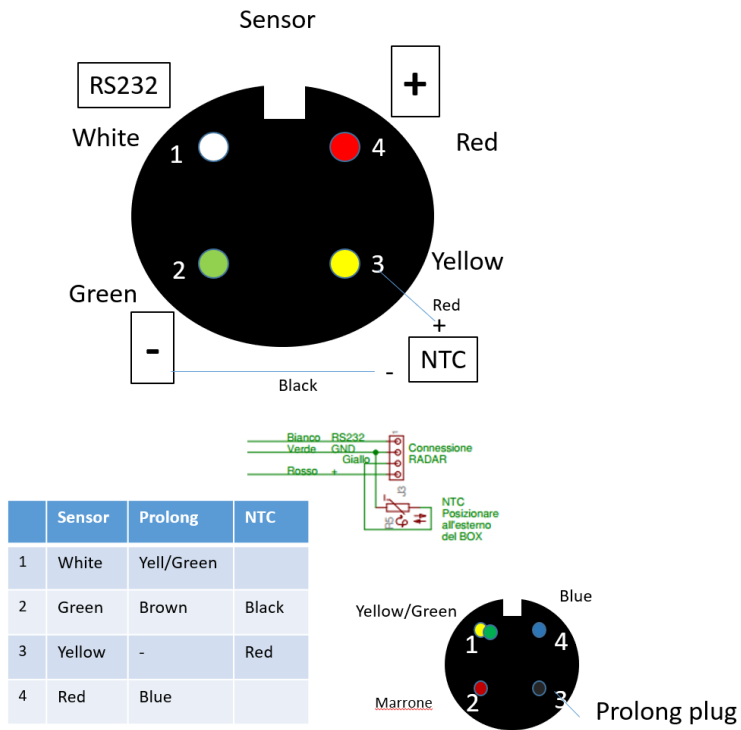 Sensor
RS232
+
White
1
4
Red
2
3
Yellow
Green
Red
+
-
-
NTC
Black
1
Bianco RS232
Verde GND
Giallo
Rosso +
Connessione
RADAR
J3
R5
NTC
Posizionare
all'esterno
del BOX
Sensor Prolong NTC
1 White Yell/Green
2 Green Brown Black
3 Yellow - Red
4 Red Blue
Yellow/Green
Blue
1
4
Marrone
2
3
Prolong plug